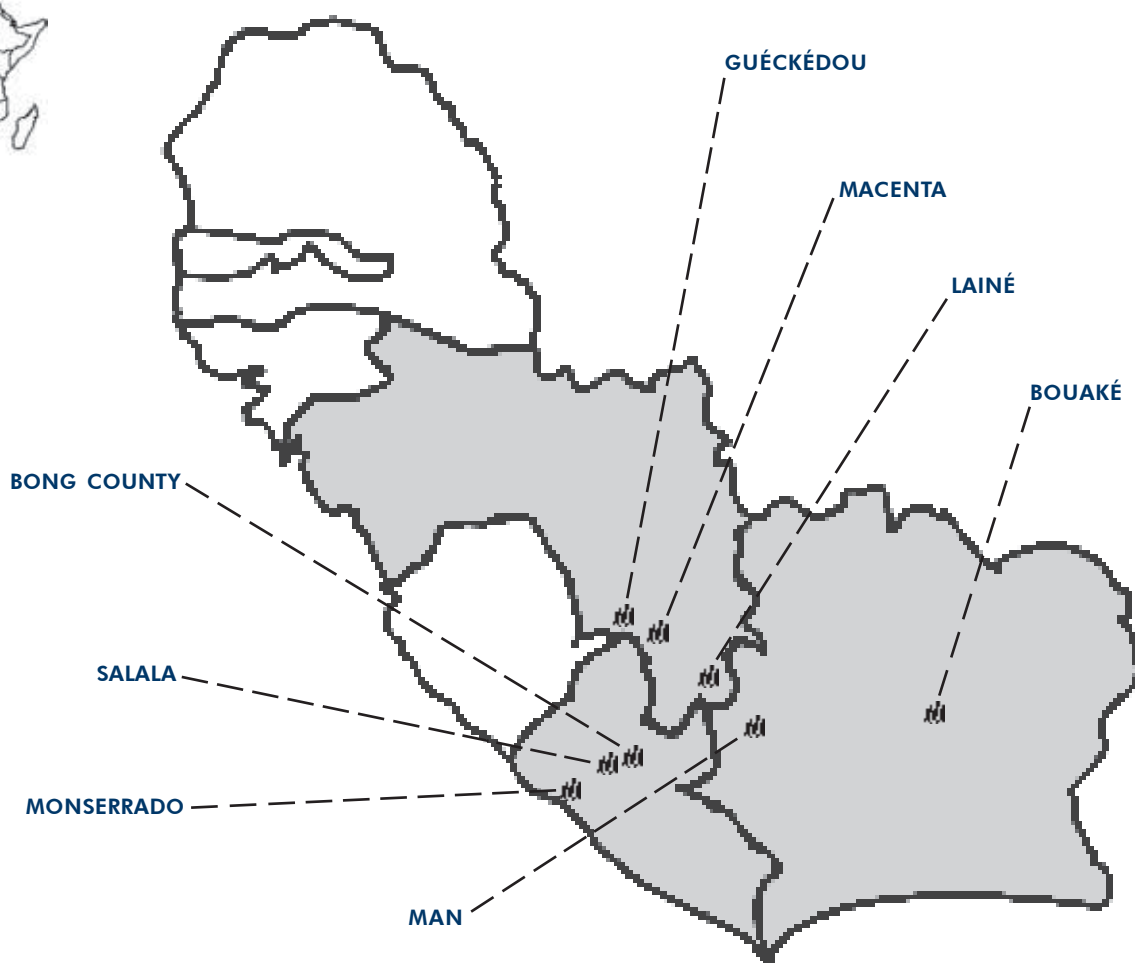 GUÉCKÉDOU
MACENTA
LAINÉ
BOUAKÉ
BONG COUNTY
SALALA
MONSERRADO
MAN